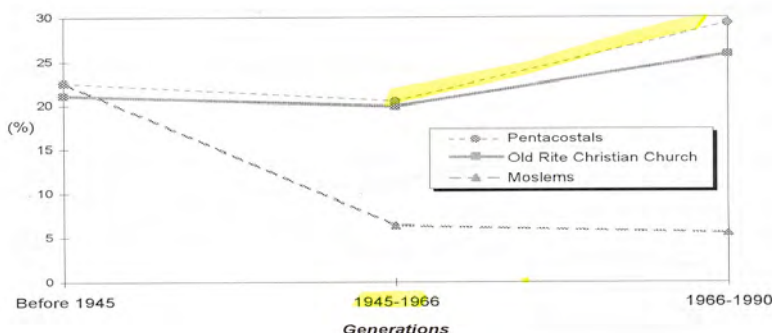 30
25
20
(%)
15
10
5
0
Pentacostals
Old Rite Christian Church
Moslems
Before 1945
1945-1966
1966-1990
Generations